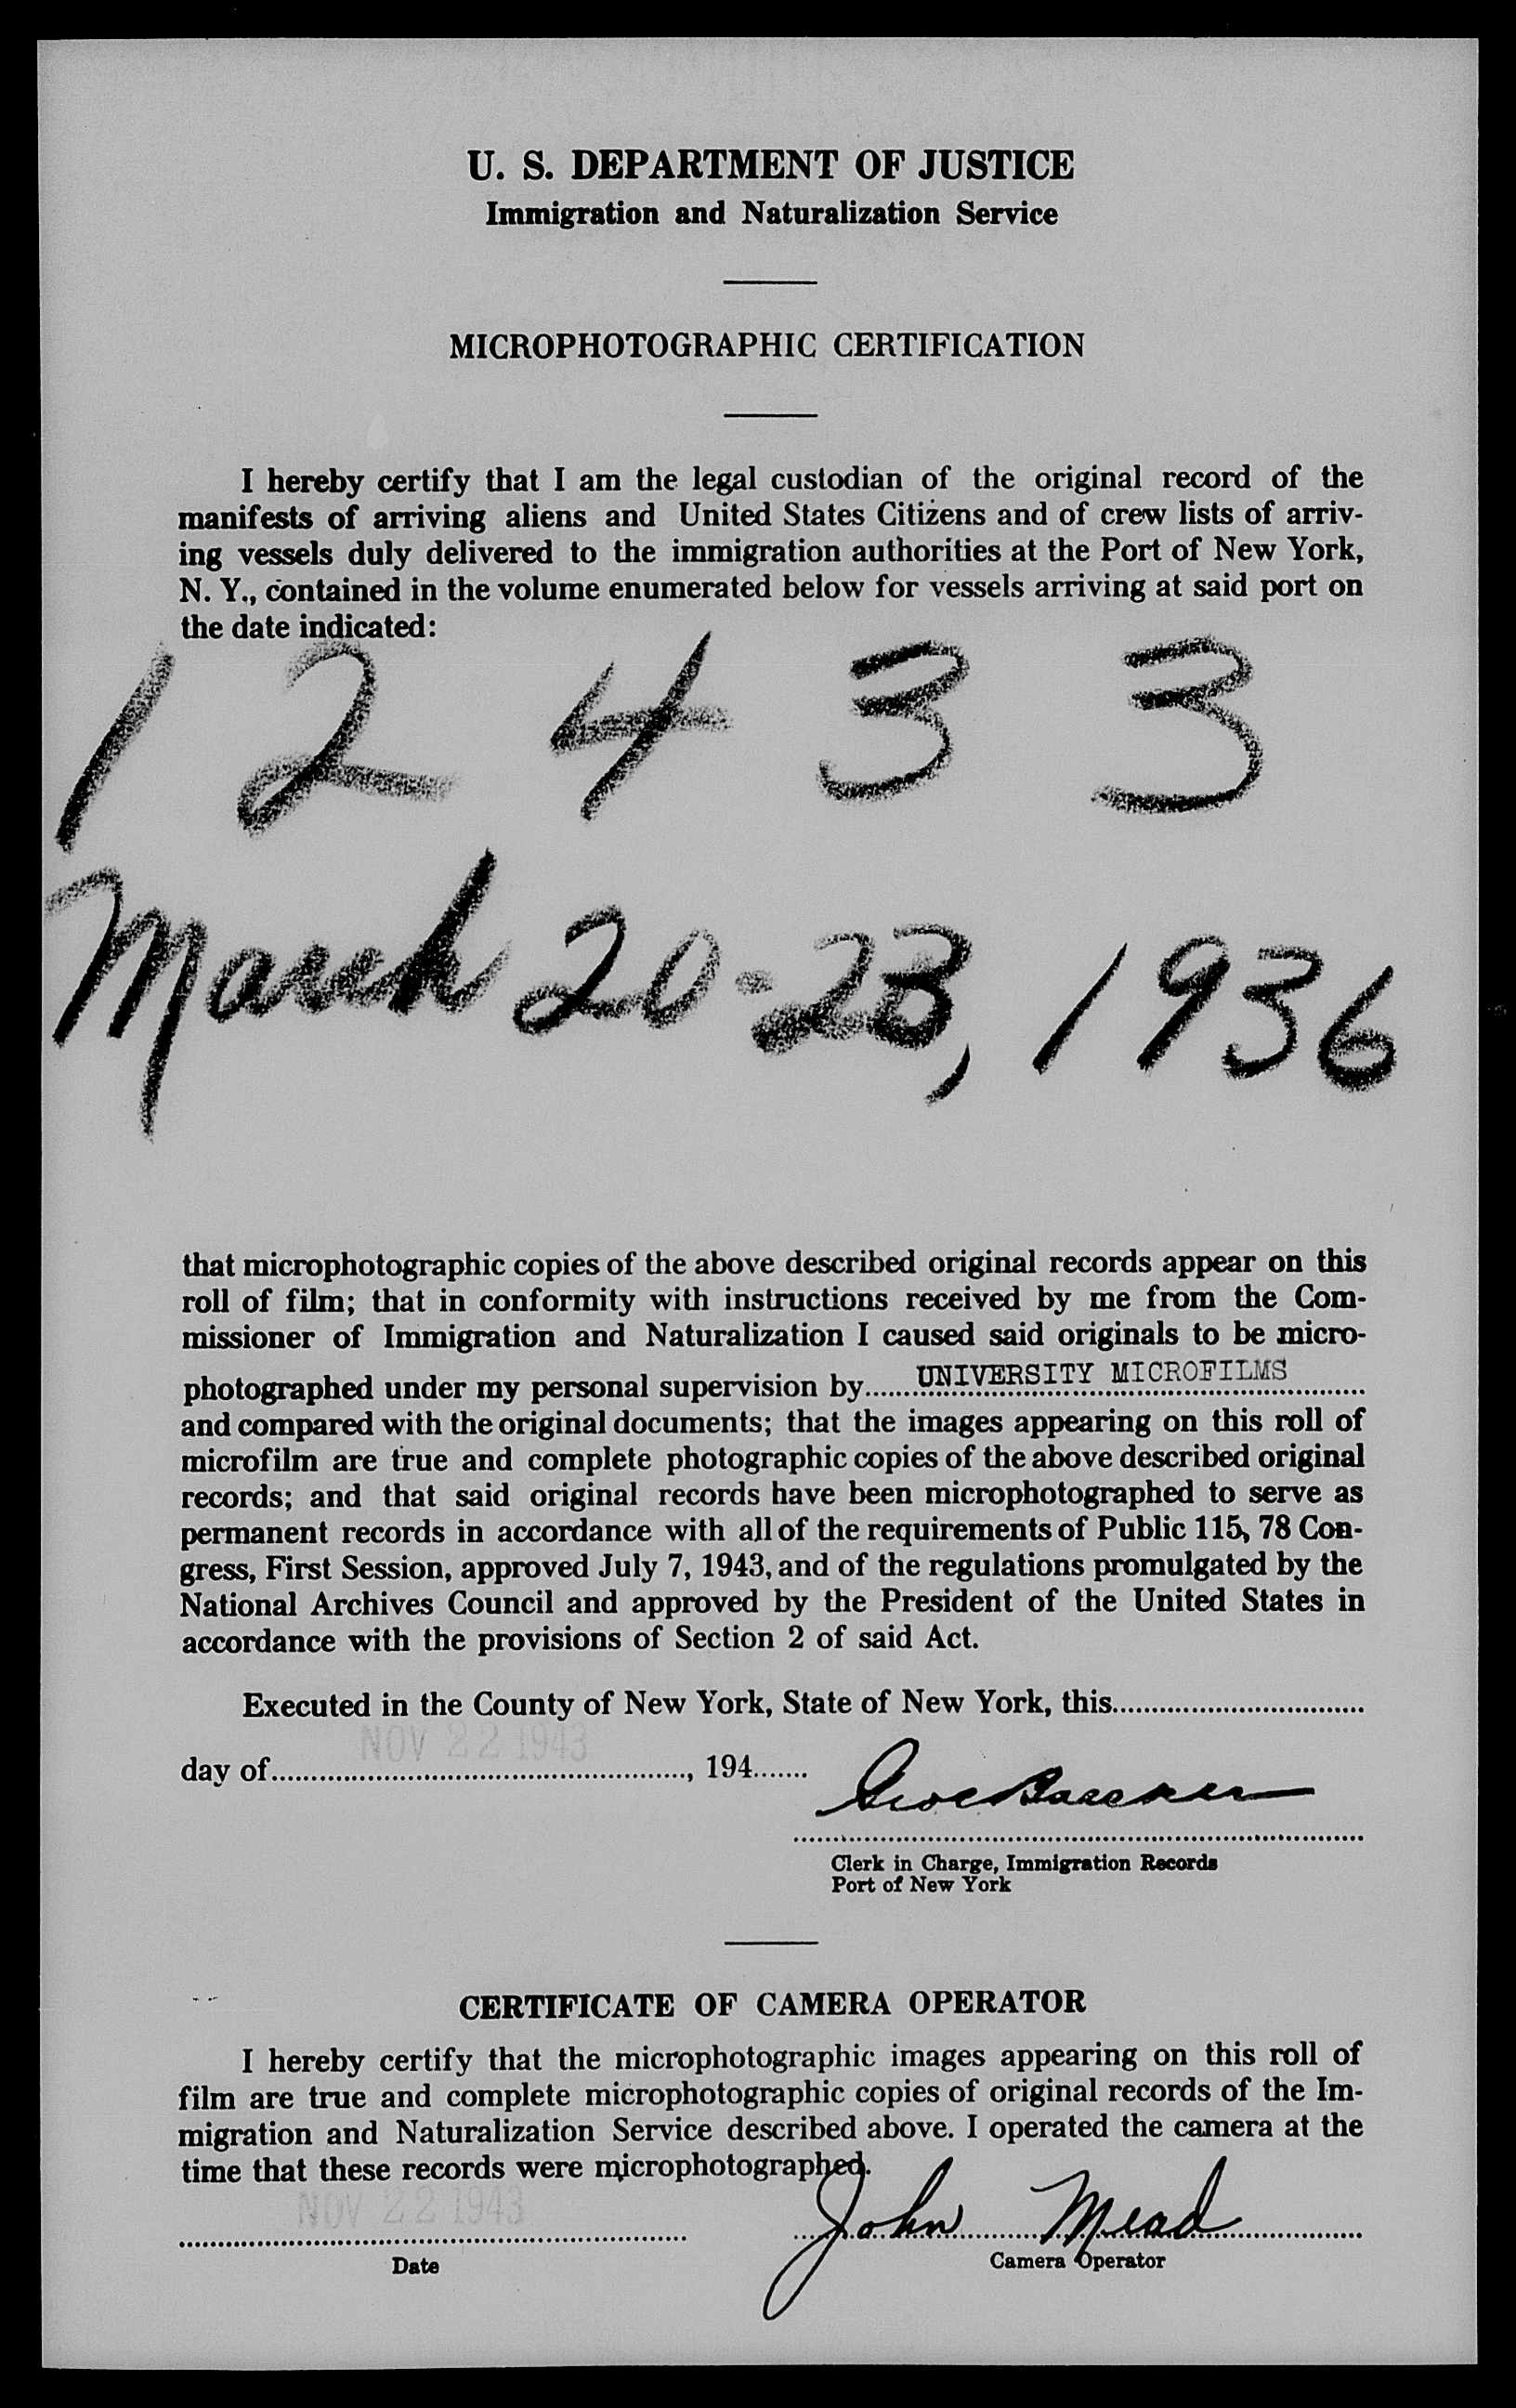 U. S. DEPARTMENT OF JUSTICE
Immigration and Naturalization Service
MICROPHOTOGRAPHIC CERTIFICATION
I hereby certify that I am the legal custodian of the original record of the
manifests of arriving aliens and United States Citizens and of crew lists of arriv-
ing vessels duly delivered to the immigration authorities at the Port of New York,
N. Y., contained in the volume enumerated below for vessels arriving at said port on
the date indicated:
1 2 4 3 3
March 20-23, 1936
that microphotographic copies of the above described original records appear on this
roll of film; that in conformity with instructions received by me from the Com-
missioner of Immigration and Naturalization I caused said originals to be micro-
photographed under my personal supervision by UNIVERSITY MICROFILMS
and compared with the original documents; that the images appearing on this roll of
microfilm are true and complete photographic copies of the above described original
records; and that said original records have been microphotographed to serve as
permanent records in accordance with all of the requirements of Public 115, 78 Con-
gress, First Session, approved July 7, 1943, and of the regulations promulgated by the
National Archives Council and approved by the President of the United States in
accordance with the provisions of Section 2 of said Act.
Executed in the County of New York, State of New York, this
NOV 22 1943
day of , 194
Clerk in Charge, Immigration Records
Port of New York
CERTIFICATE OF CAMERA OPERATOR
I hereby certify that the microphotographic images appearing on this roll of
film are true and complete microphotographic copies of original records of the Im-
migration and Naturalization Service described above. I operated the camera at the
time that these records were microphotographed.
NOV 22 1943
John Mead
Date
Camera Operator